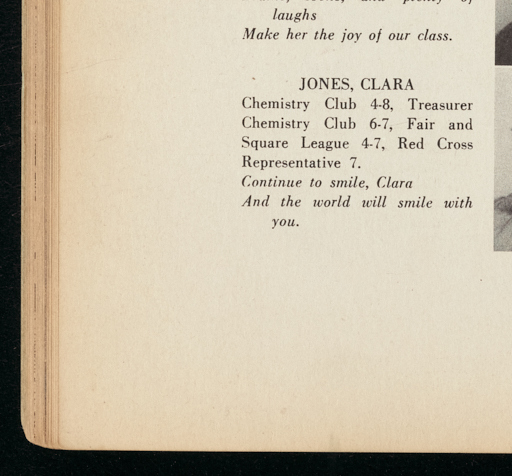 laughs
Make her the joy of our class.
JONES, CLARA
Chemistry Club 4-8, Treasurer
Chemistry Club 6-7, Fair and
Square League 4-7, Red Cross
Representative 7.
Continue to smile, Clara
And the world will smile with
you.